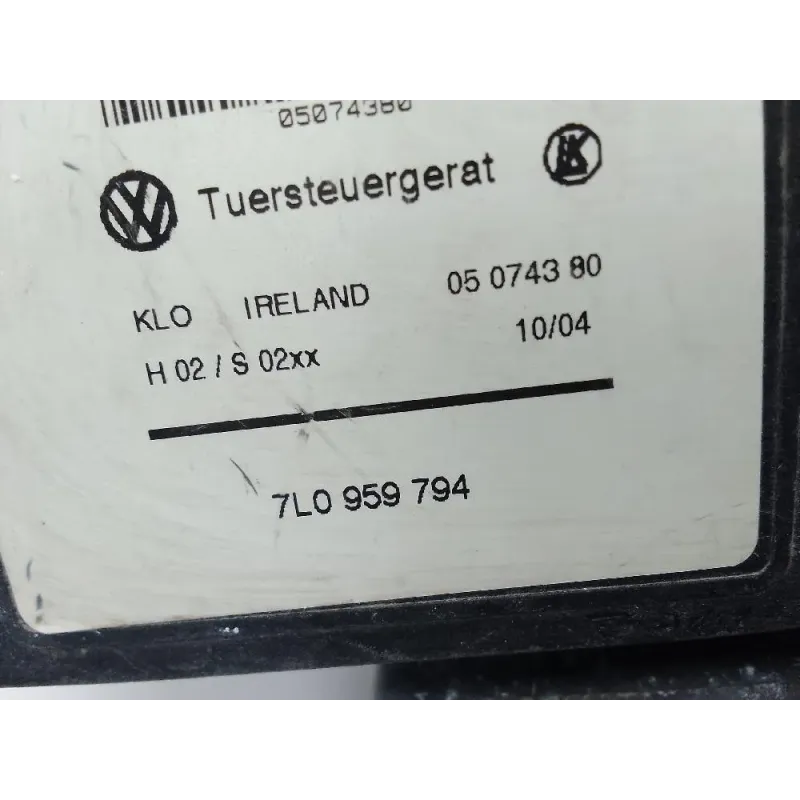 05074380
Tuersteuergerat
KLO IRELAND 05 0743 80
H 02 / S 02xx 10/04
7L0 959 794